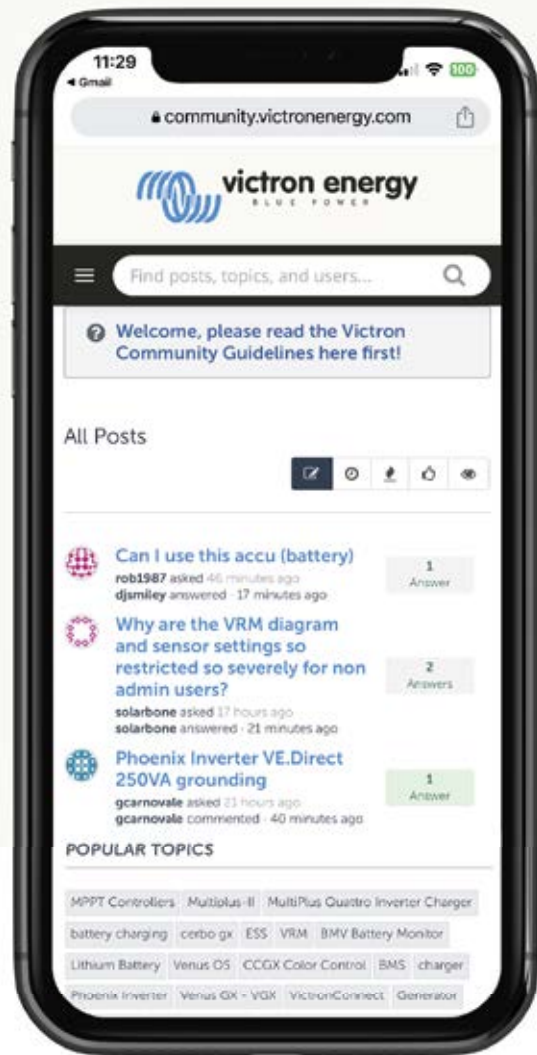 11:29
100
Gmail
community.victronenergy.com
victron energy
BLUE POWER
Find posts, topics, and users...
Welcome, please read the Victron
Community Guidelines here first!
All Posts
Can I use this accu (battery)
rob1987 asked 46 minutes ago
djsmiley answered · 17 minutes ago
1
Answer
Why are the VRM diagram
and sensor settings so
restricted so severely for non
admin users?
solarbone asked 17 hours ago
solarbone answered · 21 minutes ago
2
Answers
Phoenix Inverter VE.Direct
250VA grounding
gcarnovale asked 21 hours ago
gcarnovale commented · 40 minutes ago
1
Answer
POPULAR TOPICS
MPPT Controllers Multiplus-II MultiPlus Quattro Inverter Charger
battery charging cerbo gx ESS VRM BMV Battery Monitor
Lithium Battery Venus OS CCGX Color Control BMS charger
Phoenix Inverter Venus GX - VGX VictronConnect Generator